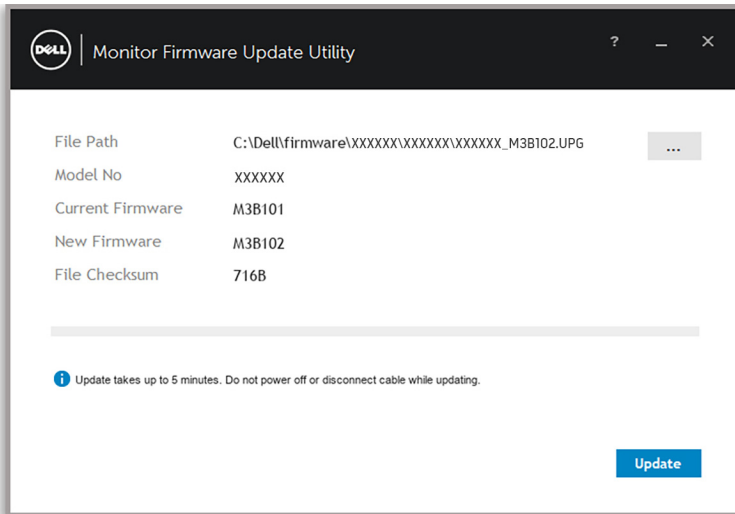 DELL Monitor Firmware Update Utility ? _ ×
File Path C:\Dell\firmware\XXXXXX\XXXXXX\XXXXXX_M3B102.UPG ...
Model No XXXXXX
Current Firmware M3B101
New Firmware M3B102
File Checksum 716B
i Update takes up to 5 minutes. Do not power off or disconnect cable while updating.
Update